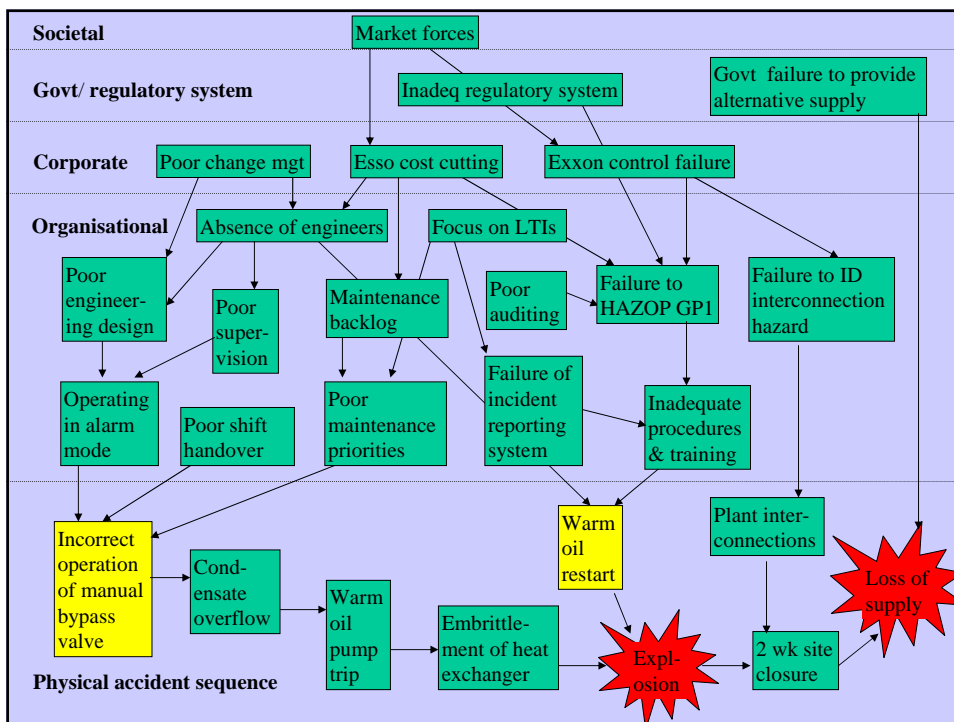 Societal
Market forces
Govt/ regulatory system
Inadeq regulatory system
Govt failure to provide
alternative supply
Corporate
Poor change mgt
Esso cost cutting
Exxon control failure
Organisational
Absence of engineers
Focus on LTIs
Poor
engineer-
ing design
Poor
super-
vision
Maintenance
backlog
Poor
auditing
Failure to
HAZOP GP1
Failure to ID
interconnection
hazard
Operating
in alarm
mode
Poor shift
handover
Poor
maintenance
priorities
Failure of
incident
reporting
system
Inadequate
procedures
& training
Incorrect
operation
of manual
bypass
valve
Cond-
ensate
overflow
Warm
oil
pump
trip
Embrittle-
ment of heat
exchanger
Warm
oil
restart
Expl-
osion
Plant inter-
connections
2 wk site
closure
Loss of
supply
Physical accident sequence